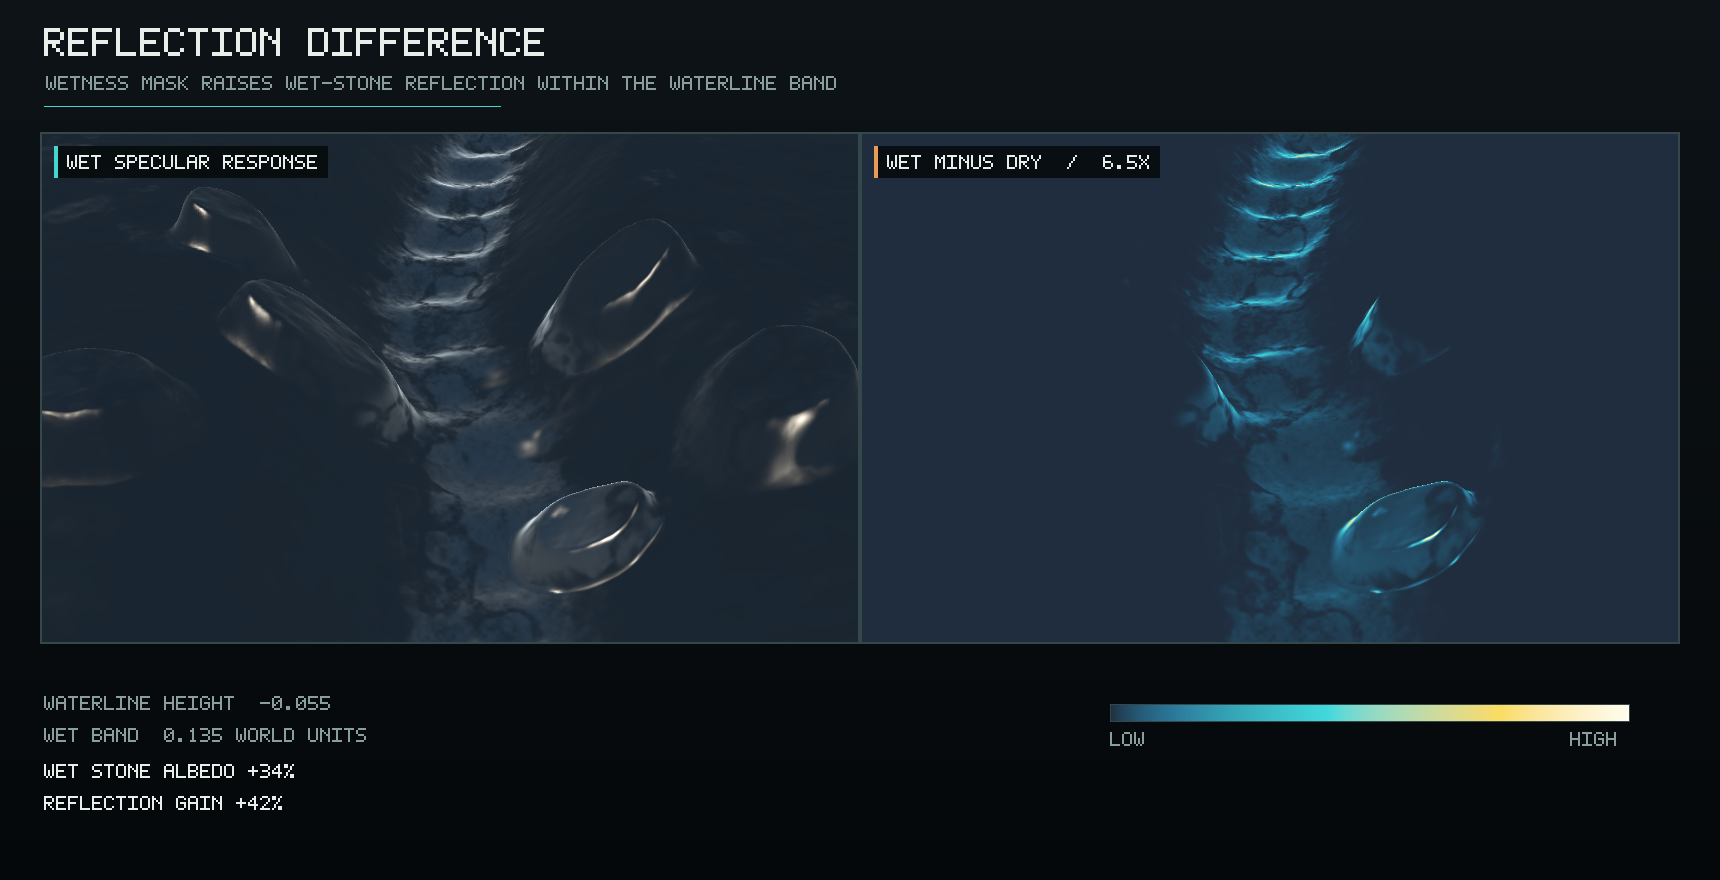 REFLECTION DIFFERENCE
WETNESS MASK RAISES WET-STONE REFLECTION WITHIN THE WATERLINE BAND
WET SPECULAR RESPONSE
WET MINUS DRY / 6.5X
WATERLINE HEIGHT -0.055
WET BAND 0.135 WORLD UNITS
WET STONE ALBEDO +34%
REFLECTION GAIN +42%
LOW
HIGH